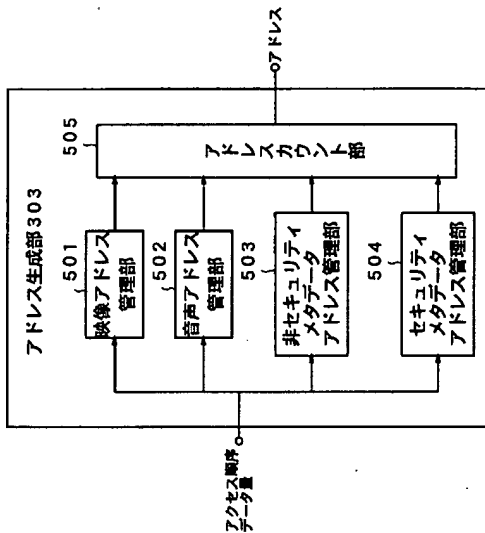 アドレス生成部303
501
映像アドレス
管理部
502
音声アドレス
管理部
503
非セキュリティ
メタデータ
アドレス管理部
504
セキュリティ
メタデータ
アドレス管理部
505
アドレスカウント部
アクセス順序
データ量
アドレス